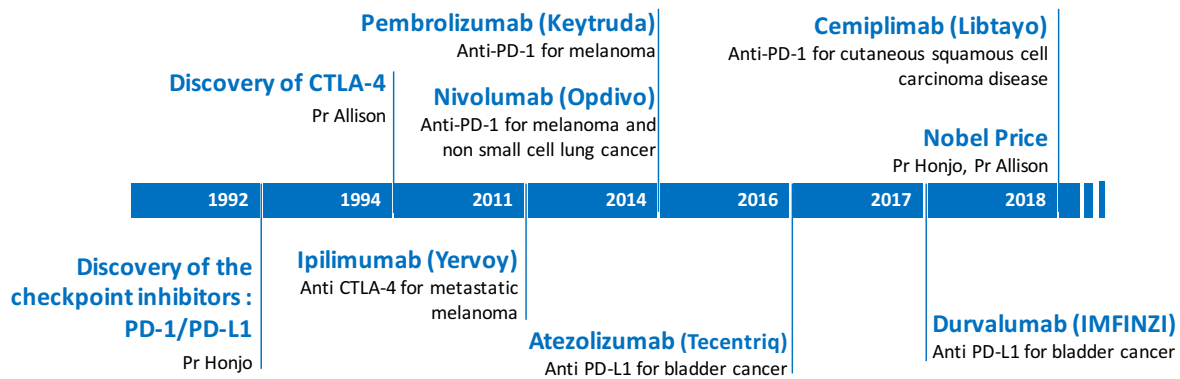 Pembrolizumab (Keytruda)
Anti-PD-1 for melanoma
Cemiplimab (Libtayo)
Anti-PD-1 for cutaneous squamous cell
carcinoma disease
Discovery of CTLA-4
Pr Allison
Nivolumab (Opdivo)
Anti-PD-1 for melanoma and
non small cell lung cancer
Nobel Price
Pr Honjo, Pr Allison
1992 1994 2011 2014 2016 2017 2018
Discovery of the
checkpoint inhibitors :
PD-1/PD-L1
Pr Honjo
Ipilimumab (Yervoy)
Anti CTLA-4 for metastatic
melanoma
Atezolizumab (Tecentriq)
Anti PD-L1 for bladder cancer
Durvalumab (IMFINZI)
Anti PD-L1 for bladder cancer